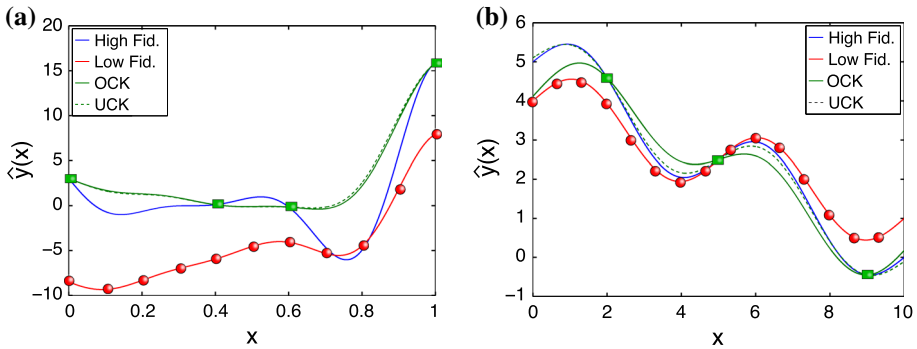 (a)
High Fid.
Low Fid.
OCK
UCK
20
15
10
5
0
−5
−10
ŷ(x)
0 0.2 0.4 0.6 0.8 1
x
(b)
High Fid.
Low Fid.
OCK
UCK
6
5
4
3
2
1
0
−1
ŷ(x)
0 2 4 6 8 10
x